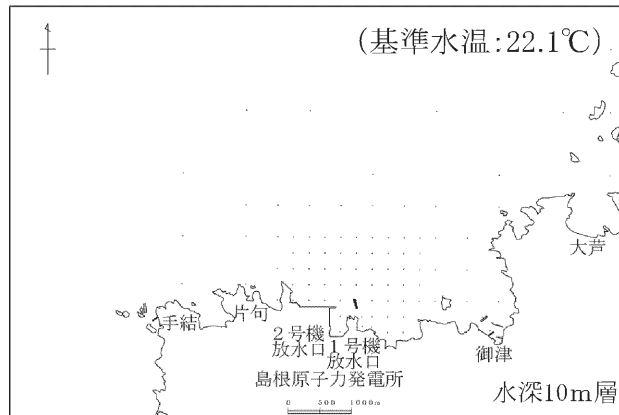 (基準水温:22.1℃)
大芦
手結
片句
2号機
放水口
1号機
放水口
御津
島根原子力発電所
水深10m層
0 500 1000m